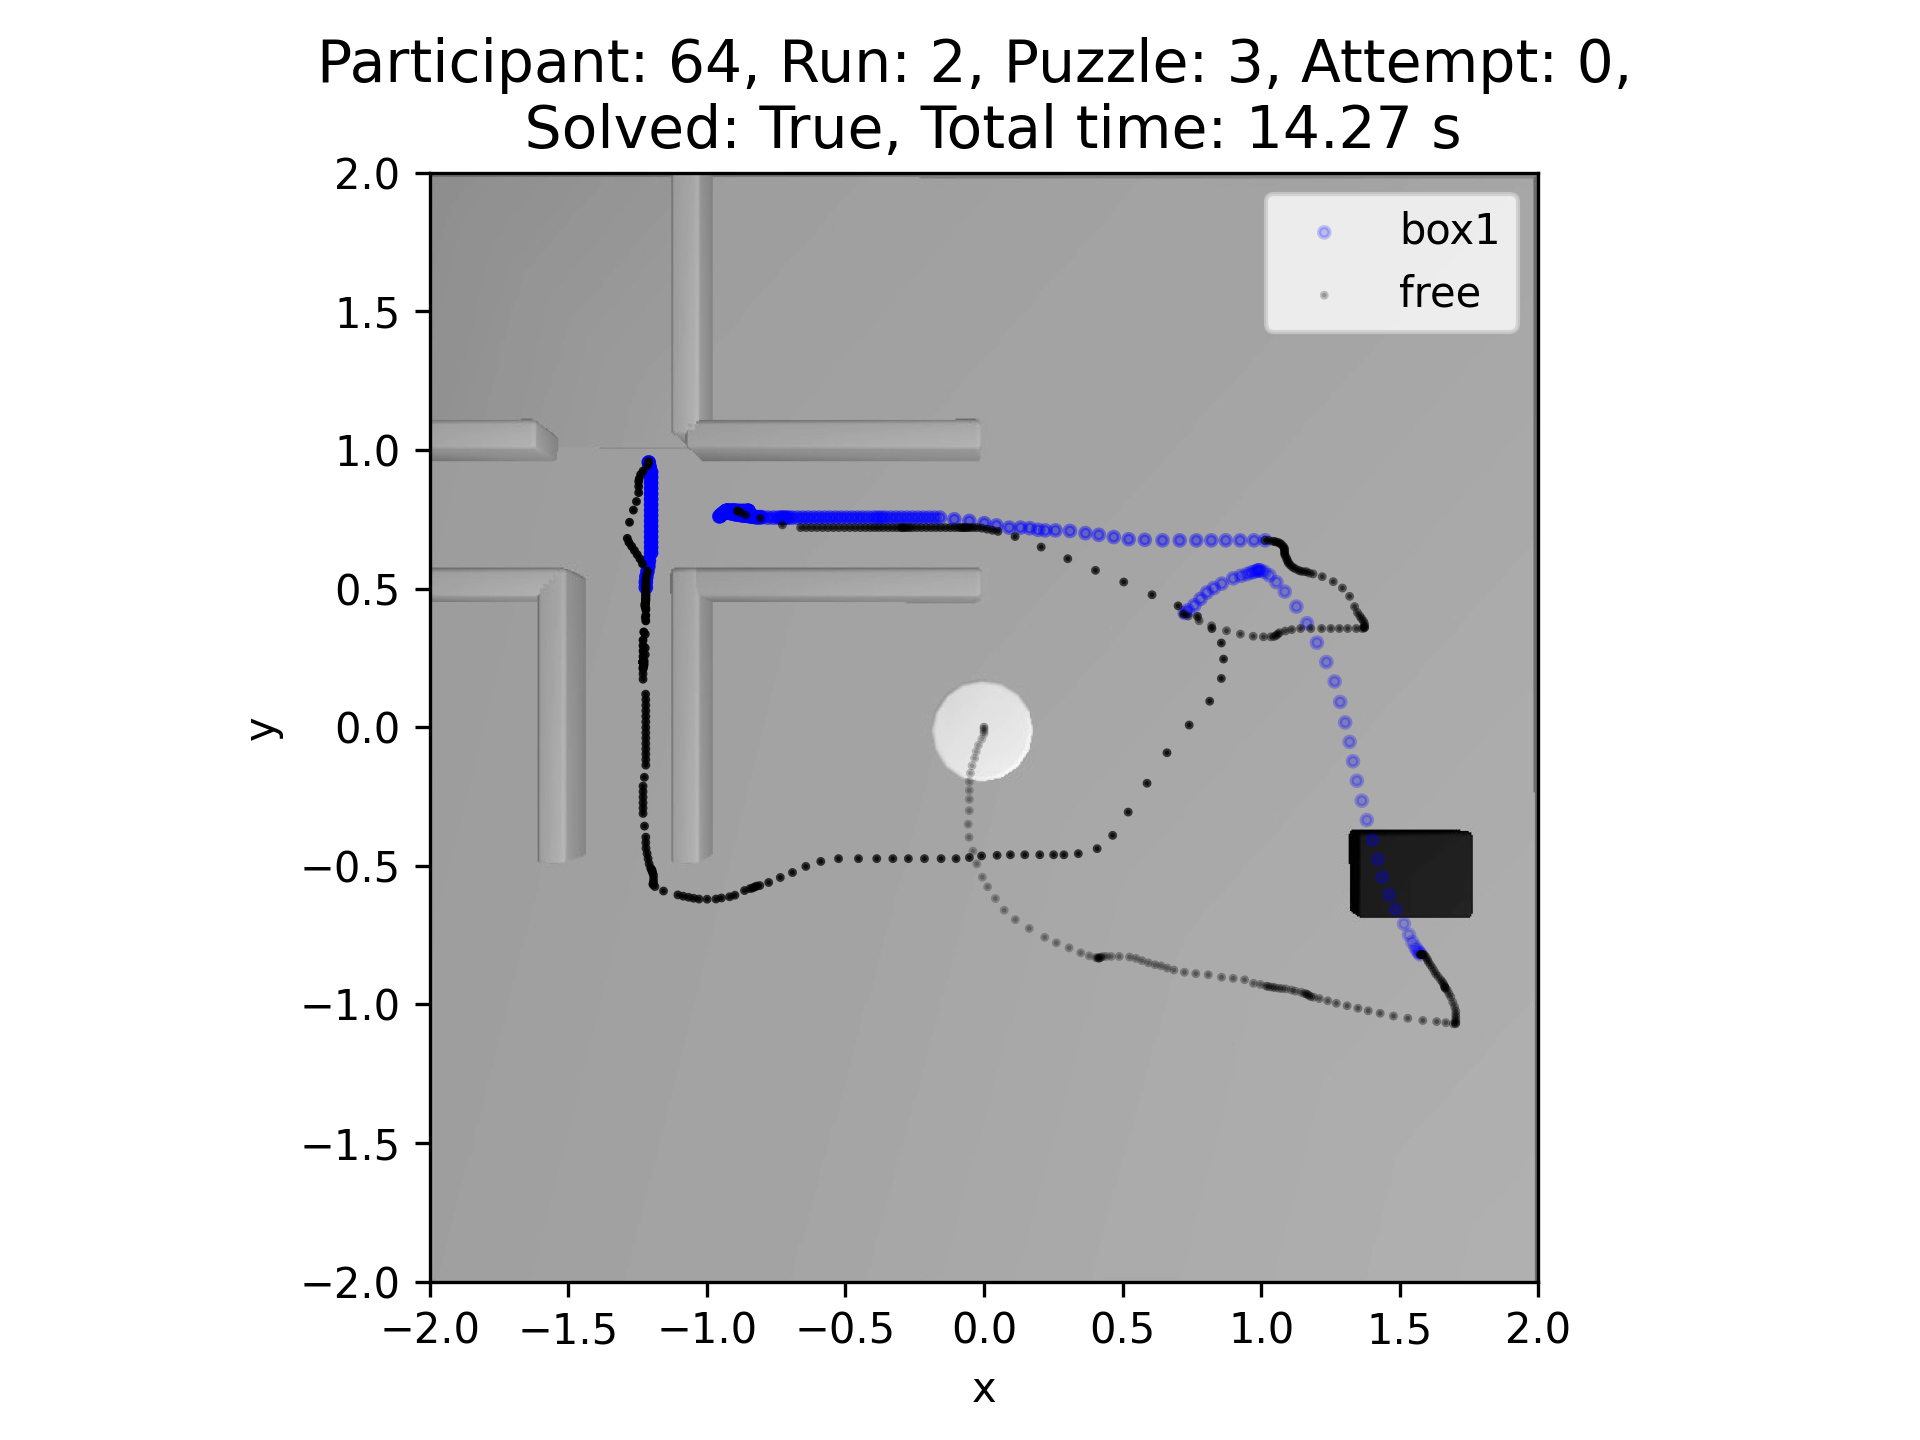 Participant: 64, Run: 2, Puzzle: 3, Attempt: 0,
Solved: True, Total time: 14.27 s
box1
free
2.0
1.5
1.0
0.5
0.0
−0.5
−1.0
−1.5
−2.0
y
−2.0 −1.5 −1.0 −0.5 0.0 0.5 1.0 1.5 2.0
x